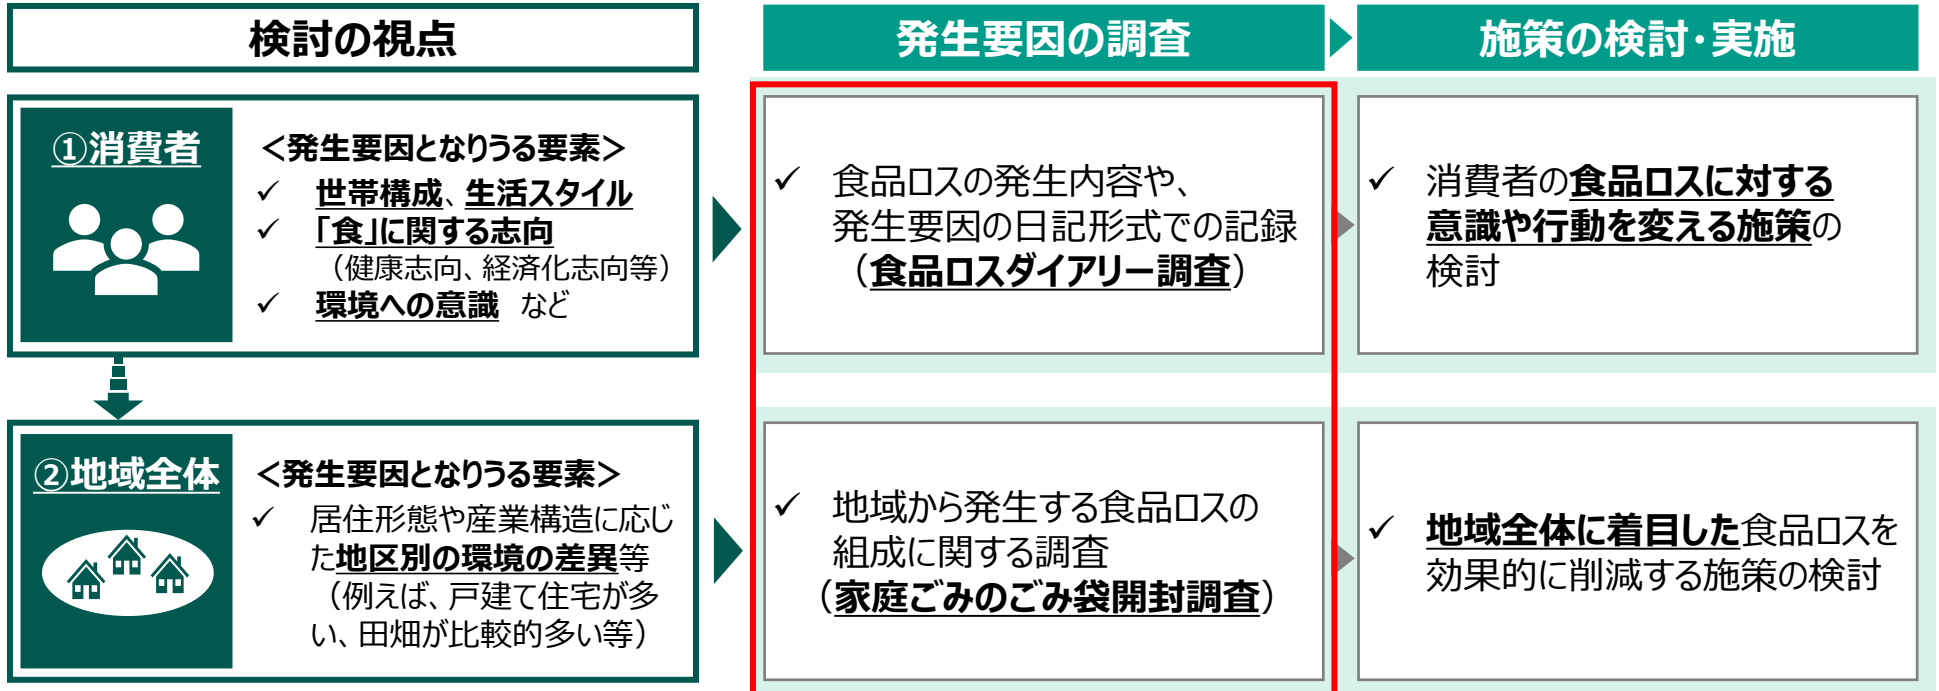 検討の視点
発生要因の調査
施策の検討・実施
①消費者
＜発生要因となりうる要素＞
✓ 世帯構成、生活スタイル
✓ 「食」に関する志向
（健康志向、経済化志向等）
✓ 環境への意識 など
✓ 食品ロスの発生内容や、
発生要因の日記形式での記録
（食品ロスダイアリー調査）
✓ 消費者の食品ロスに対する
意識や行動を変える施策の
検討
②地域全体
＜発生要因となりうる要素＞
✓ 居住形態や産業構造に応じ
た地区別の環境の差異等
（例えば、戸建て住宅が多
い、田畑が比較的多い等）
✓ 地域から発生する食品ロスの
組成に関する調査
（家庭ごみのごみ袋開封調査）
✓ 地域全体に着目した食品ロスを
効果的に削減する施策の検討